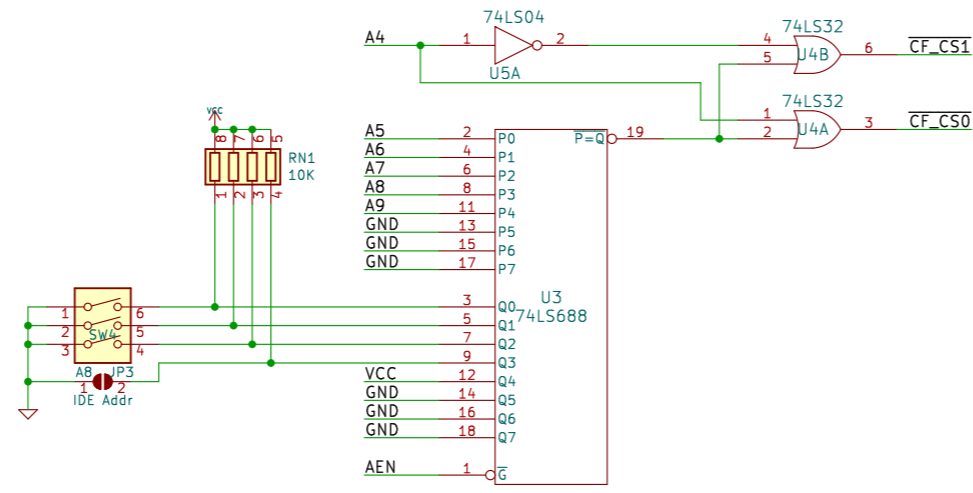 74LS04
A4
1
2
U5A
74LS32
4
5
U4B
6
CF_CS1
74LS32
1
2
U4A
3
CF_CS0
vcc
8 7 6 5
RN1
10K
1 2 3 4
A5 2 P0
P=Q 19
A6 4 P1
A7 6 P2
A8 8 P3
A9 11 P4
GND 13 P5
GND 15 P6
GND 17 P7
U3
74LS688
3 Q0
5 Q1
7 Q2
9 Q3
VCC 12 Q4
GND 14 Q5
GND 16 Q6
GND 18 Q7
AEN 1 G
1 6
2 5
SW4
3 4
A8 JP3
1 2
IDE Addr